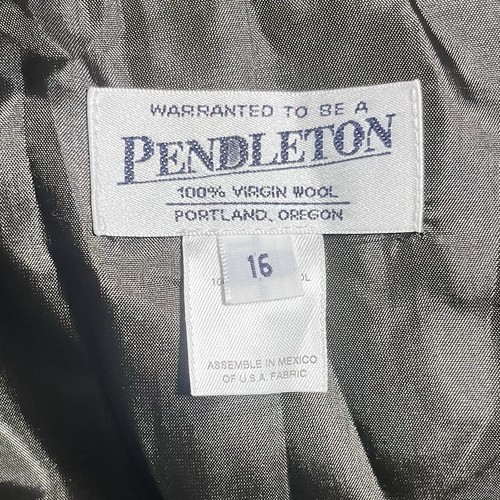 WARRANTED TO BE A
PENDLETON
100% VIRGIN WOOL
PORTLAND, OREGON
16
ASSEMBLE IN MEXICO
OF U.S.A. FABRIC